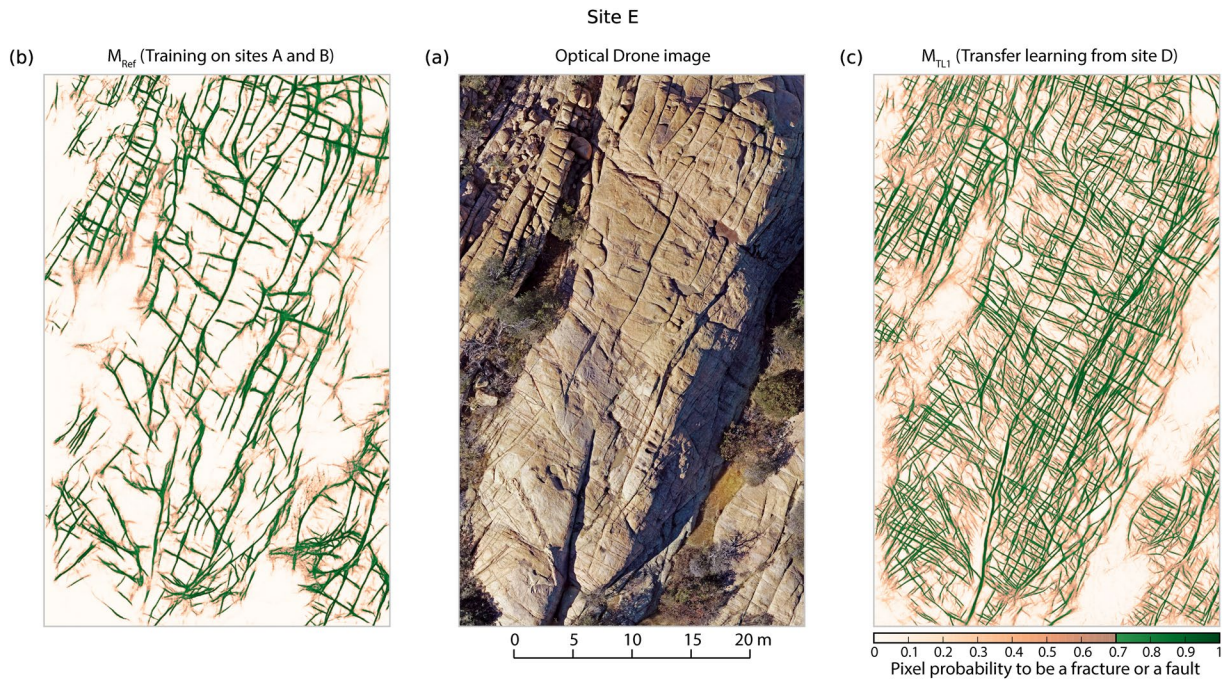 Site E
(b) M_Ref (Training on sites A and B)
(a) Optical Drone image
(c) M_TL1 (Transfer learning from site D)
0 5 10 15 20 m
0 0.1 0.2 0.3 0.4 0.5 0.6 0.7 0.8 0.9 1
Pixel probability to be a fracture or a fault